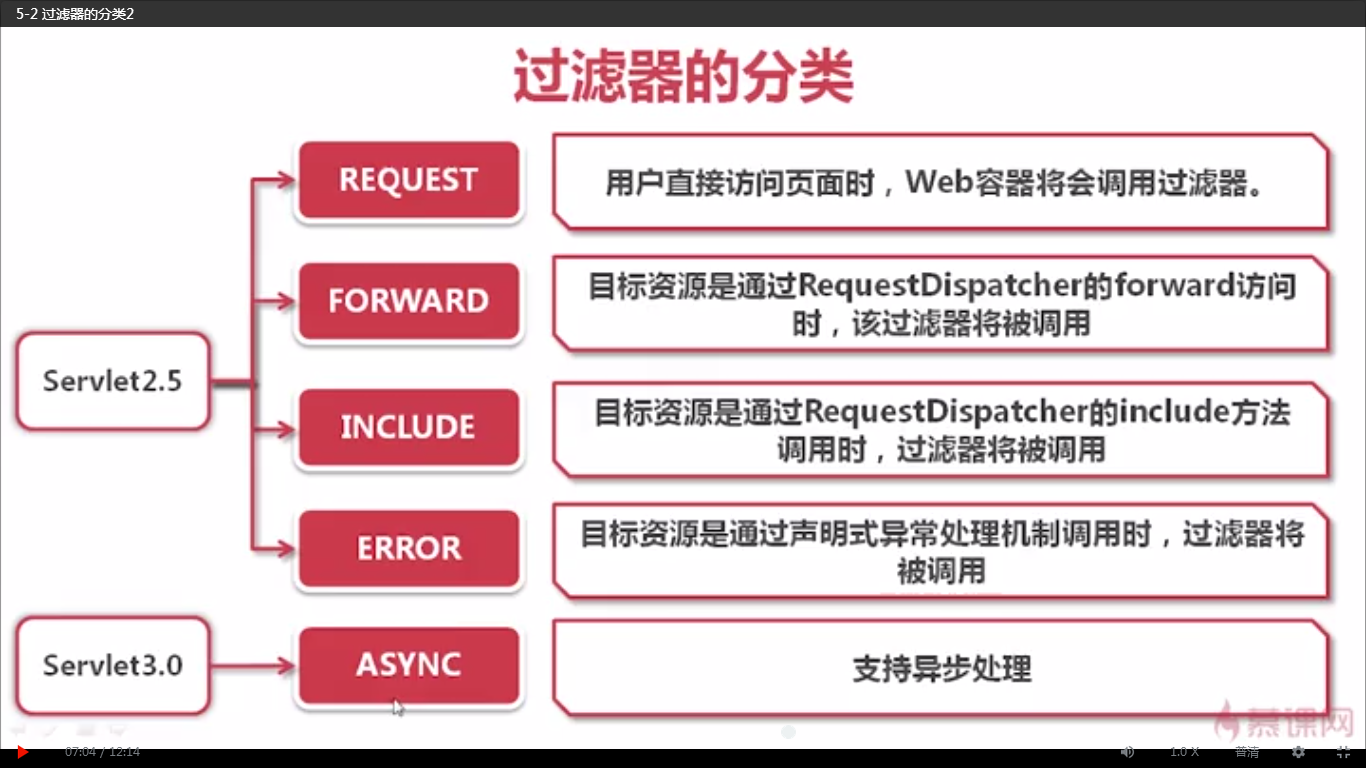 5-2 过滤器的分类2
过滤器的分类
REQUEST
用户直接访问页面时，Web容器将会调用过滤器。
FORWARD
目标资源是通过RequestDispatcher的forward访问
时，该过滤器将被调用
Servlet2.5
INCLUDE
目标资源是通过RequestDispatcher的include方法
调用时，过滤器将被调用
ERROR
目标资源是通过声明式异常处理机制调用时，过滤器将
被调用
Servlet3.0
ASYNC
支持异步处理
慕课网
07:04 / 12:14
1.0 X
普清